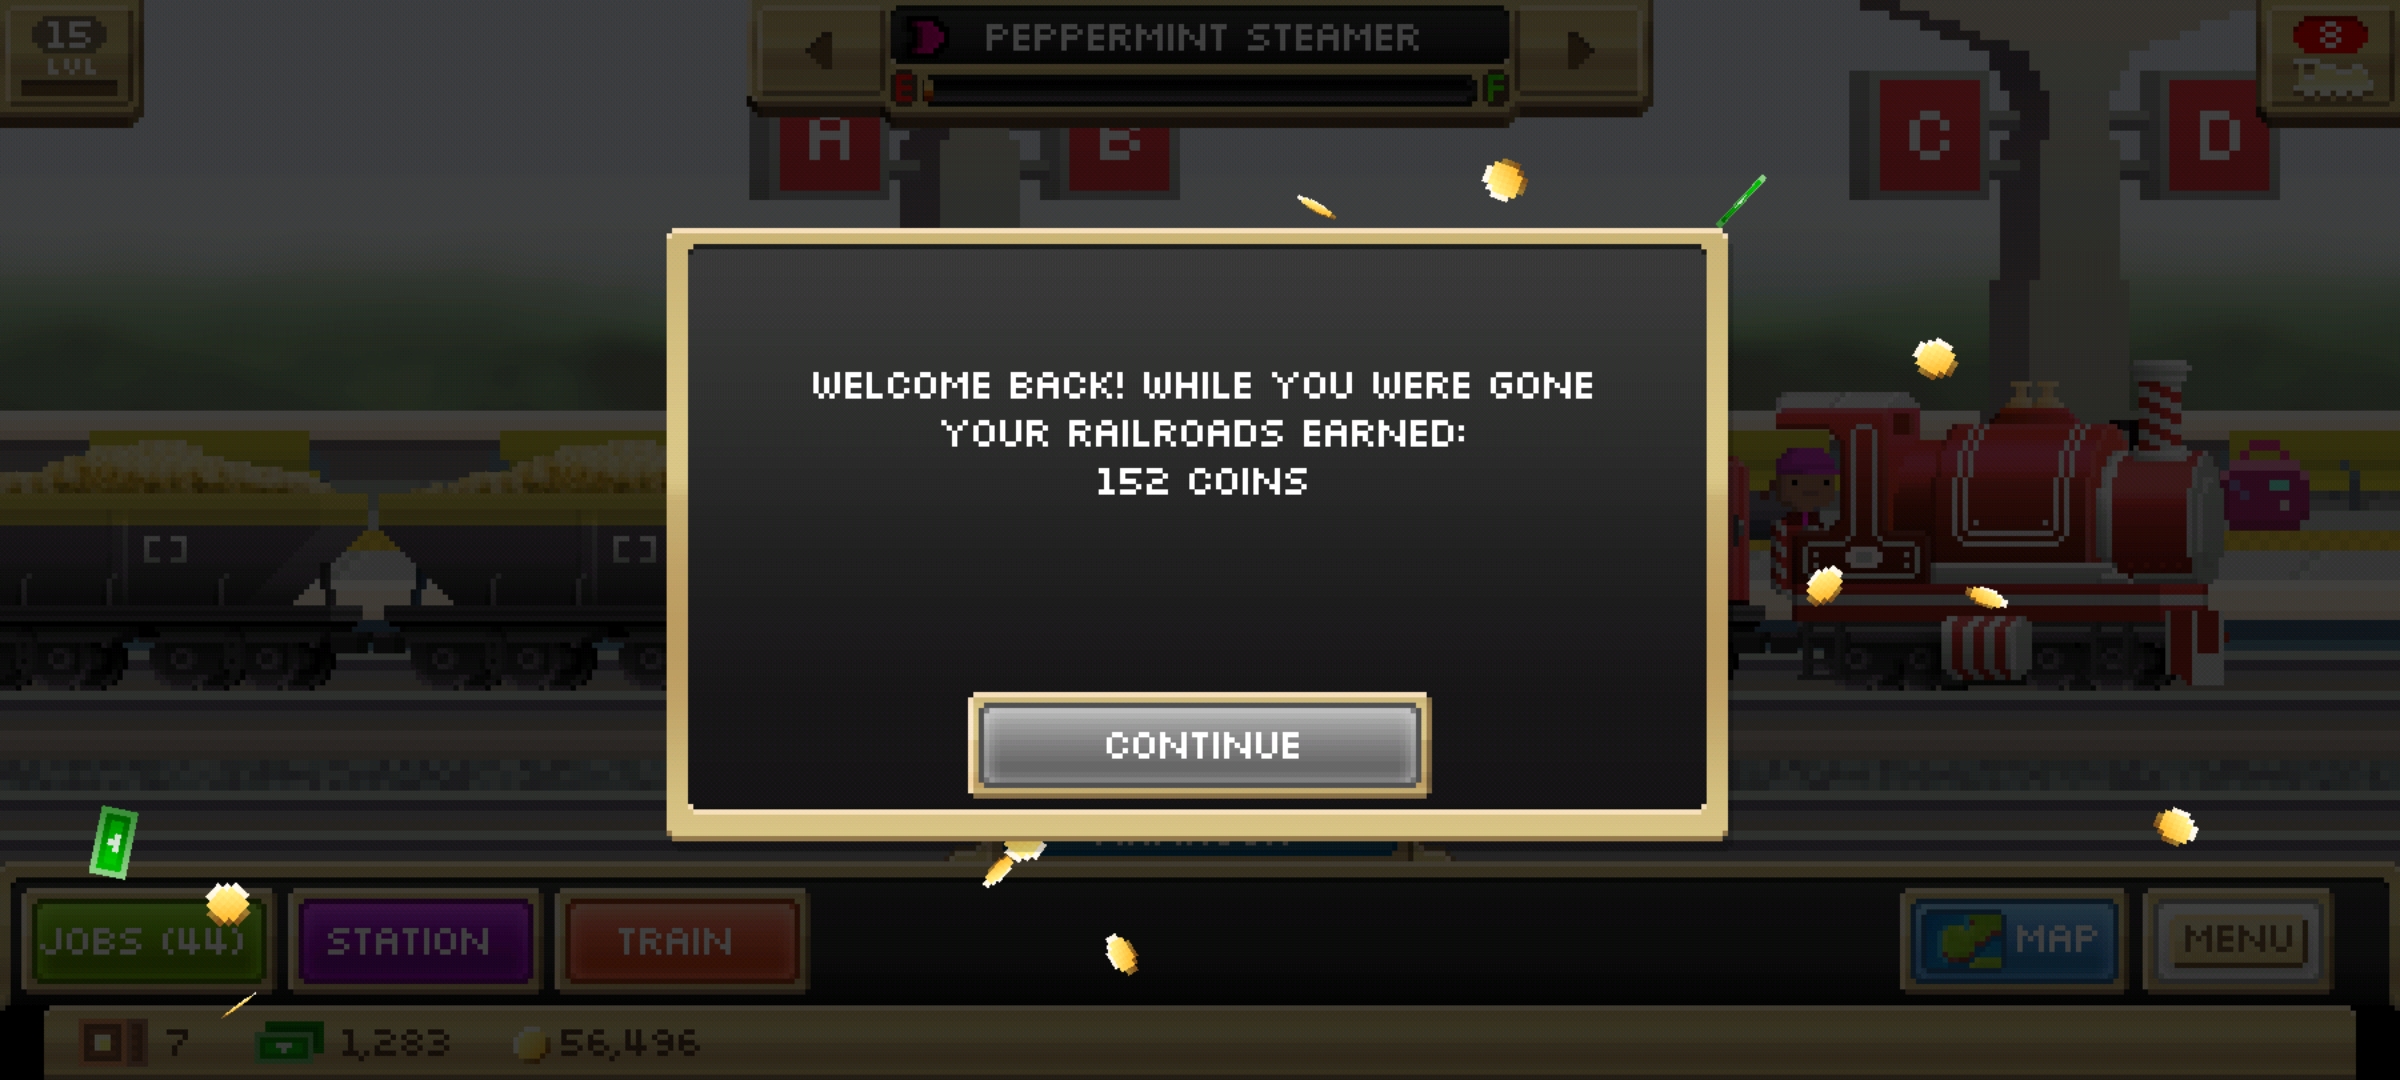 15
LVL
PEPPERMINT STEAMER
8
E
F
A
B
C
D
WELCOME BACK! WHILE YOU WERE GONE
YOUR RAILROADS EARNED:
152 COINS
CONTINUE
JOBS (44)
STATION
TRAIN
MAP
MENU
7
1,283
56,496